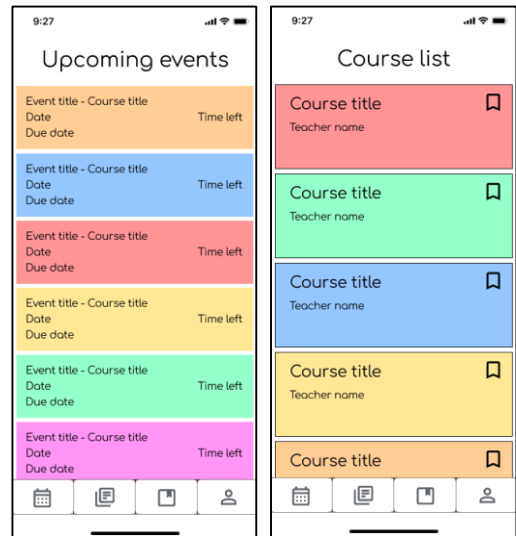 9:27
Upcoming events
Event title - Course title
Date
Time left
Due date
Event title - Course title
Date
Time left
Due date
Event title - Course title
Date
Time left
Due date
Event title - Course title
Date
Time left
Due date
Event title - Course title
Date
Time left
Due date
Event title - Course title
Date
Time left
Due date
9:27
Course list
Course title
Teacher name
Course title
Teacher name
Course title
Teacher name
Course title
Teacher name
Course title